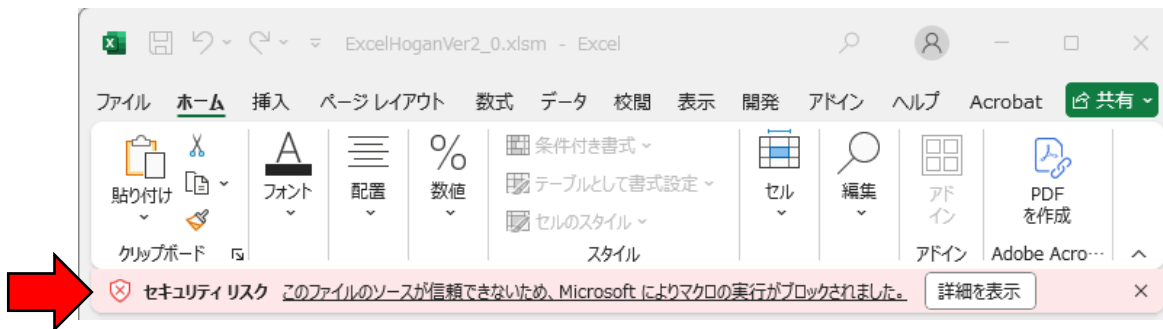 ExcelHoganVer2_0.xlsm - Excel
ファイル ホーム 挿入 ページ レイアウト 数式 データ 校閲 表示 開発 アドイン ヘルプ Acrobat 共有
貼り付け フォント 配置 数値 条件付き書式 テーブルとして書式設定 セルのスタイル セル 編集 アドイン PDFを作成
クリップボード スタイル アドイン Adobe Acro…
セキュリティ リスク このファイルのソースが信頼できないため、Microsoft によりマクロの実行がブロックされました。 詳細を表示